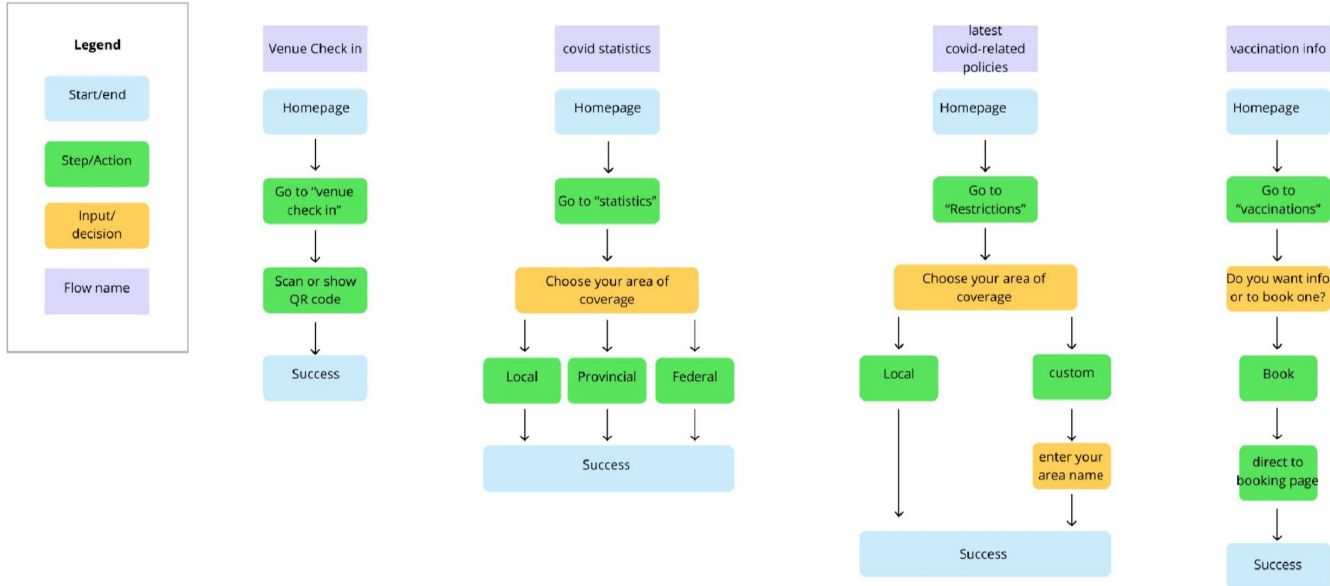 Legend
Start/end
Step/Action
Input/
decision
Flow name
Venue Check in
Homepage
Go to “venue
check in”
Scan or show
QR code
Success
covid statistics
Homepage
Go to “statistics”
Choose your area of
coverage
Local
Provincial
Federal
Success
latest
covid-related
policies
Homepage
Go to
“Restrictions”
Choose your area of
coverage
Local
custom
enter your
area name
Success
vaccination info
Homepage
Go to
“vaccinations”
Do you want info
or to book one?
Book
direct to
booking page
Success